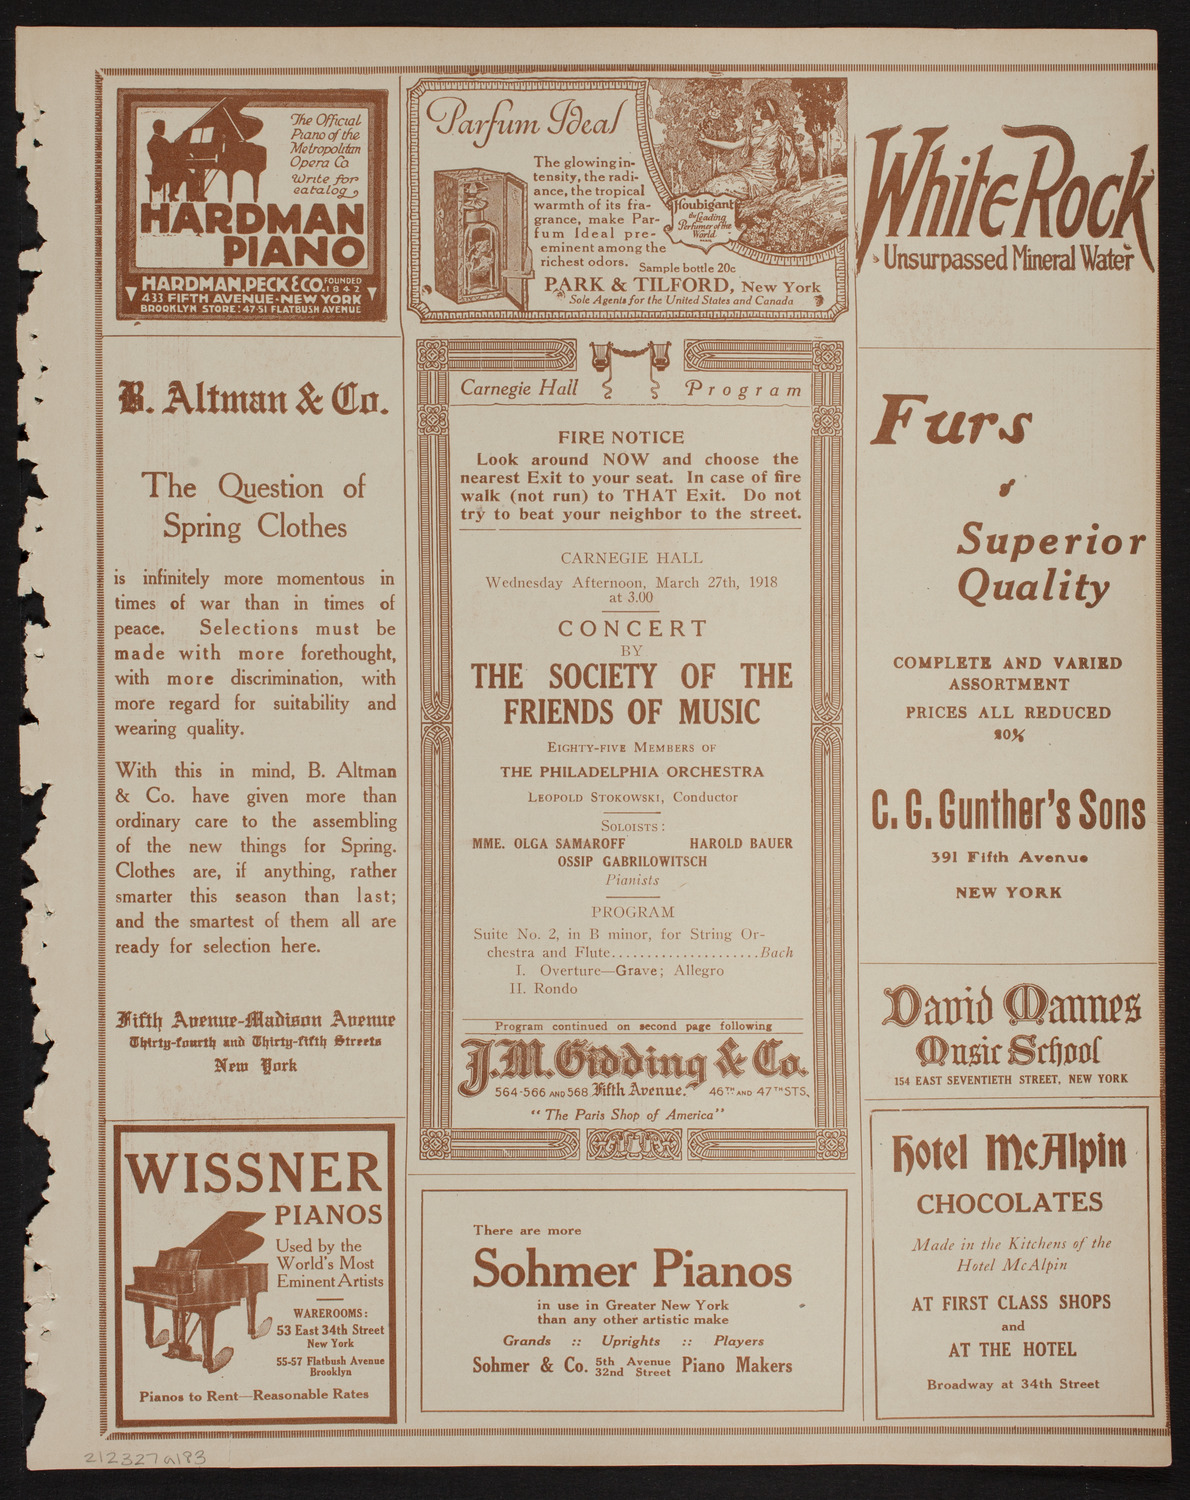 The Official
Piano of the
Metropolitan
Opera Co
Write for
catalog
HARDMAN
PIANO
HARDMAN, PECK & CO. FOUNDED 1842
433 FIFTH AVENUE-NEW YORK
BROOKLYN STORE: 47-51 FLATBUSH AVENUE
B. Altman & Co.
The Question of
Spring Clothes
is infinitely more momentous in
times of war than in times of
peace. Selections must be
made with more forethought,
with more discrimination, with
more regard for suitability and
wearing quality.
With this in mind, B. Altman
& Co. have given more than
ordinary care to the assembling
of the new things for Spring.
Clothes are, if anything, rather
smarter this season than last;
and the smartest of them all are
ready for selection here.
Fifth Avenue-Madison Avenue
Thirty-fourth and Thirty-fifth Streets
New York
WISSNER
PIANOS
Used by the
World's Most
Eminent Artists
WAREROOMS:
53 East 34th Street
New York
55-57 Flatbush Avenue
Brooklyn
Pianos to Rent—Reasonable Rates
212327a183
Parfum Ideal
The glowing in-
tensity, the radi-
ance, the tropical
warmth of its fra-
grance, make Par-
fum Ideal pre-
eminent among the
richest odors.
Sample bottle 20c
Houbigant
the Leading
Perfumer of the
World
PARK & TILFORD, New York
Sole Agents for the United States and Canada
Carnegie Hall Program
FIRE NOTICE
Look around NOW and choose the
nearest Exit to your seat. In case of fire
walk (not run) to THAT Exit. Do not
try to beat your neighbor to the street.
CARNEGIE HALL
Wednesday Afternoon, March 27th, 1918
at 3.00
CONCERT
BY
THE SOCIETY OF THE
FRIENDS OF MUSIC
EIGHTY-FIVE MEMBERS OF
THE PHILADELPHIA ORCHESTRA
LEOPOLD STOKOWSKI, Conductor
SOLOISTS:
MME. OLGA SAMAROFF HAROLD BAUER
OSSIP GABRILOWITSCH
Pianists
PROGRAM
Suite No. 2, in B minor, for String Or-
chestra and Flute.....................Bach
I. Overture—Grave; Allegro
II. Rondo
Program continued on second page following
J. M. Gidding & Co.
564-566 AND 568 Fifth Avenue. 46TH AND 47TH STS.
"The Paris Shop of America"
There are more
Sohmer Pianos
in use in Greater New York
than any other artistic make
Grands :: Uprights :: Players
Sohmer & Co. 5th Avenue 32nd Street Piano Makers
White Rock
Unsurpassed Mineral Water
Furs
of
Superior
Quality
COMPLETE AND VARIED
ASSORTMENT
PRICES ALL REDUCED
20%
C. G. Gunther's Sons
391 Fifth Avenue
NEW YORK
David Mannes
Music School
154 EAST SEVENTIETH STREET, NEW YORK
Hotel McAlpin
CHOCOLATES
Made in the Kitchens of the
Hotel McAlpin
AT FIRST CLASS SHOPS
and
AT THE HOTEL
Broadway at 34th Street